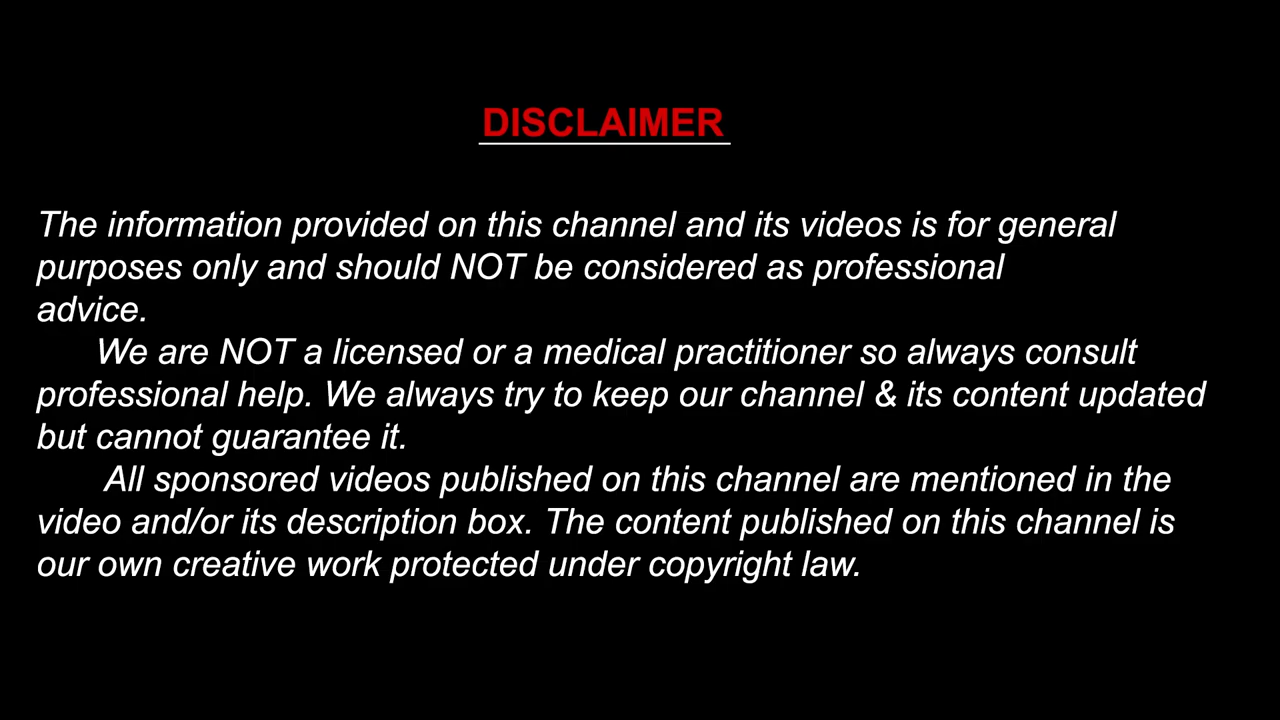 DISCLAIMER
The information provided on this channel and its videos is for general
purposes only and should NOT be considered as professional
advice.
We are NOT a licensed or a medical practitioner so always consult
professional help. We always try to keep our channel & its content updated
but cannot guarantee it.
All sponsored videos published on this channel are mentioned in the
video and/or its description box. The content published on this channel is
our own creative work protected under copyright law.